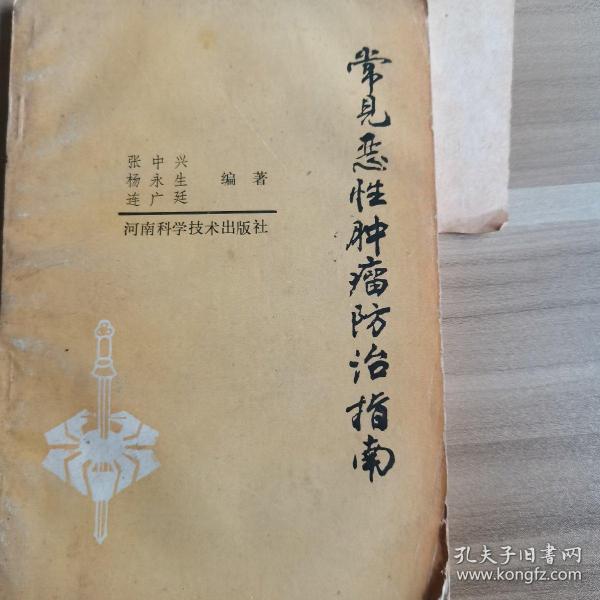 常见恶性肿瘤防治指南
张中兴
杨永生 编著
连广廷
河南科学技术出版社
孔夫子旧书网
www.kongfz.com